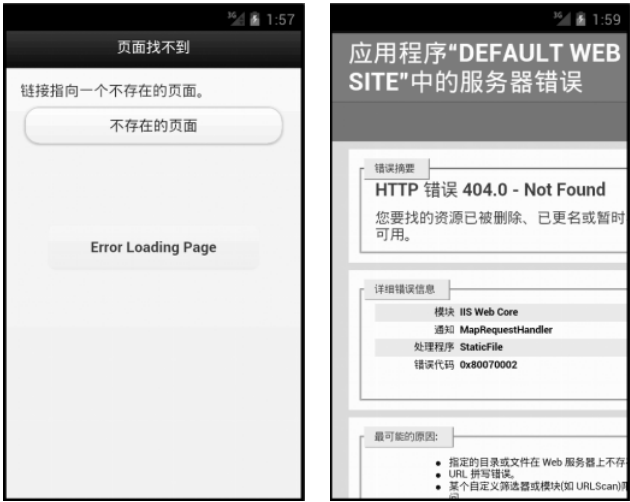 3G 1:57
页面找不到
链接指向一个不存在的页面。
不存在的页面
Error Loading Page
3G 1:59
应用程序“DEFAULT WEB
SITE”中的服务器错误
错误摘要
HTTP 错误 404.0 - Not Found
您要找的资源已被删除、已更名或暂时
可用。
详细错误信息
模块 IIS Web Core
通知 MapRequestHandler
处理程序 StaticFile
错误代码 0x80070002
最可能的原因:
• 指定的目录或文件在 Web 服务器上不存
• URL 拼写错误。
• 某个自定义筛选器或模块(如 URLScan)